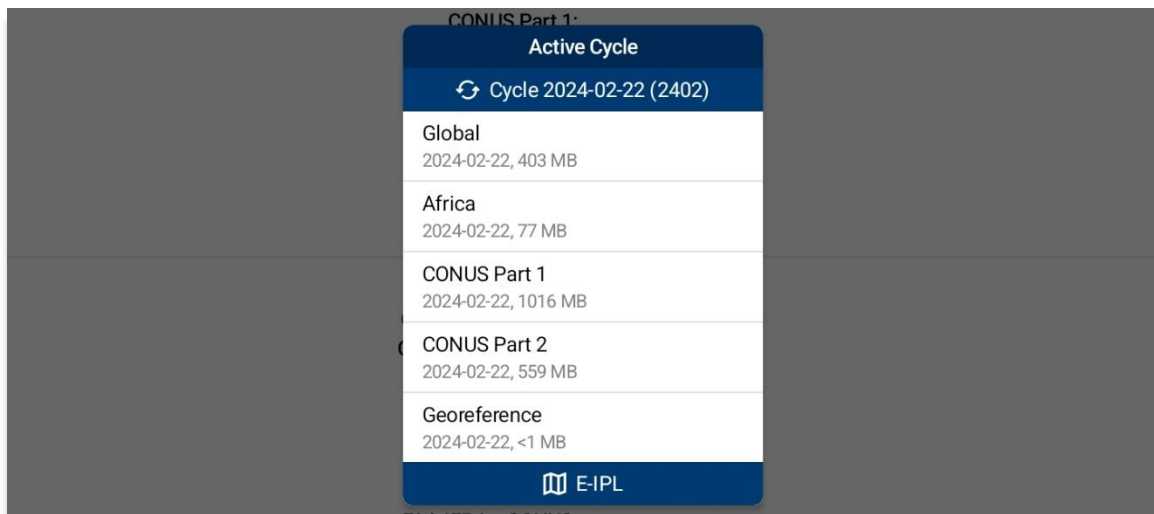 CONUS Part 1:
Active Cycle
Cycle 2024-02-22 (2402)
Global
2024-02-22, 403 MB
Africa
2024-02-22, 77 MB
CONUS Part 1
2024-02-22, 1016 MB
CONUS Part 2
2024-02-22, 559 MB
Georeference
2024-02-22, <1 MB
E-IPL